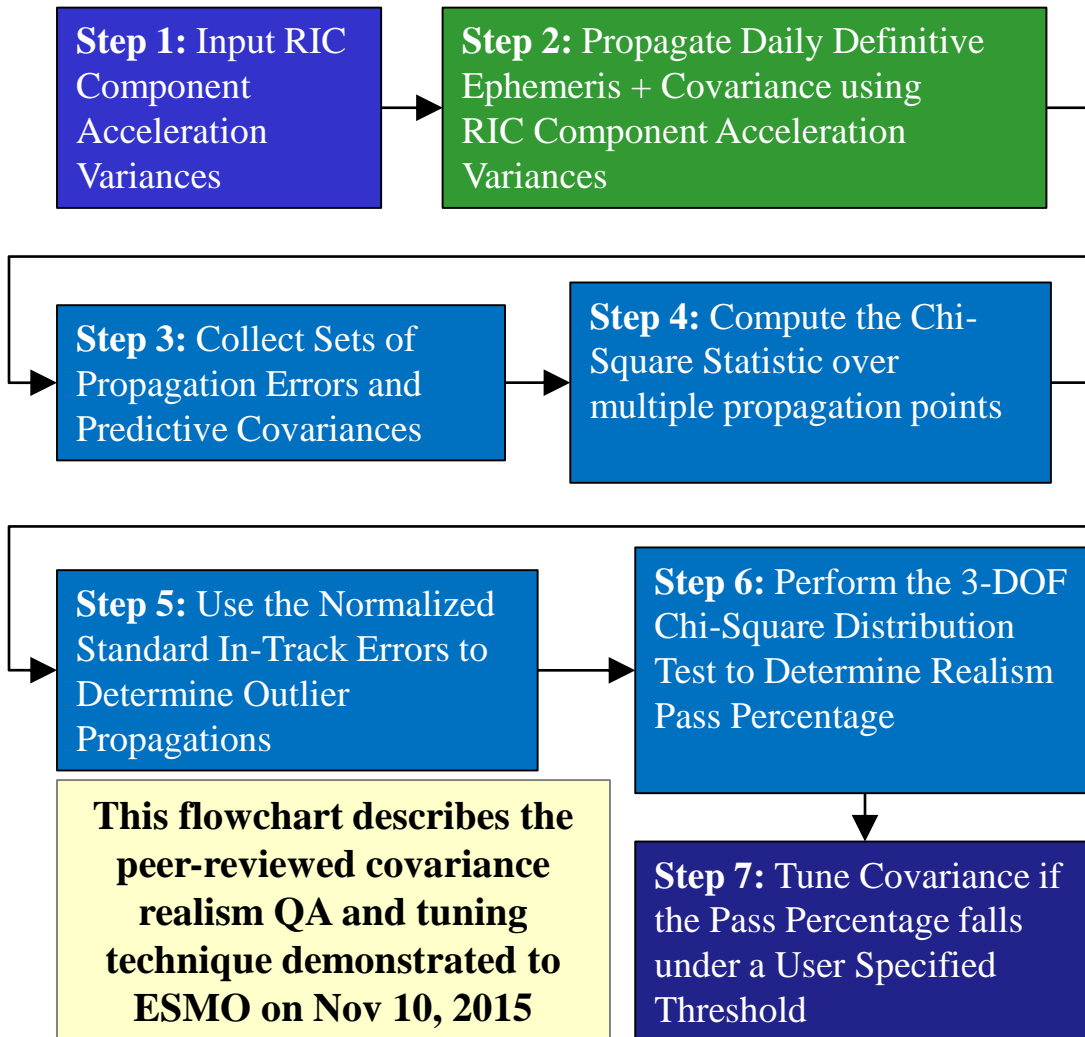 Step 1: Input RIC
Component
Acceleration
Variances
Step 2: Propagate Daily Definitive
Ephemeris + Covariance using
RIC Component Acceleration
Variances
Step 3: Collect Sets of
Propagation Errors and
Predictive Covariances
Step 4: Compute the Chi-
Square Statistic over
multiple propagation points
Step 5: Use the Normalized
Standard In-Track Errors to
Determine Outlier
Propagations
Step 6: Perform the 3-DOF
Chi-Square Distribution
Test to Determine Realism
Pass Percentage
This flowchart describes the
peer-reviewed covariance
realism QA and tuning
technique demonstrated to
ESMO on Nov 10, 2015
Step 7: Tune Covariance if
the Pass Percentage falls
under a User Specified
Threshold